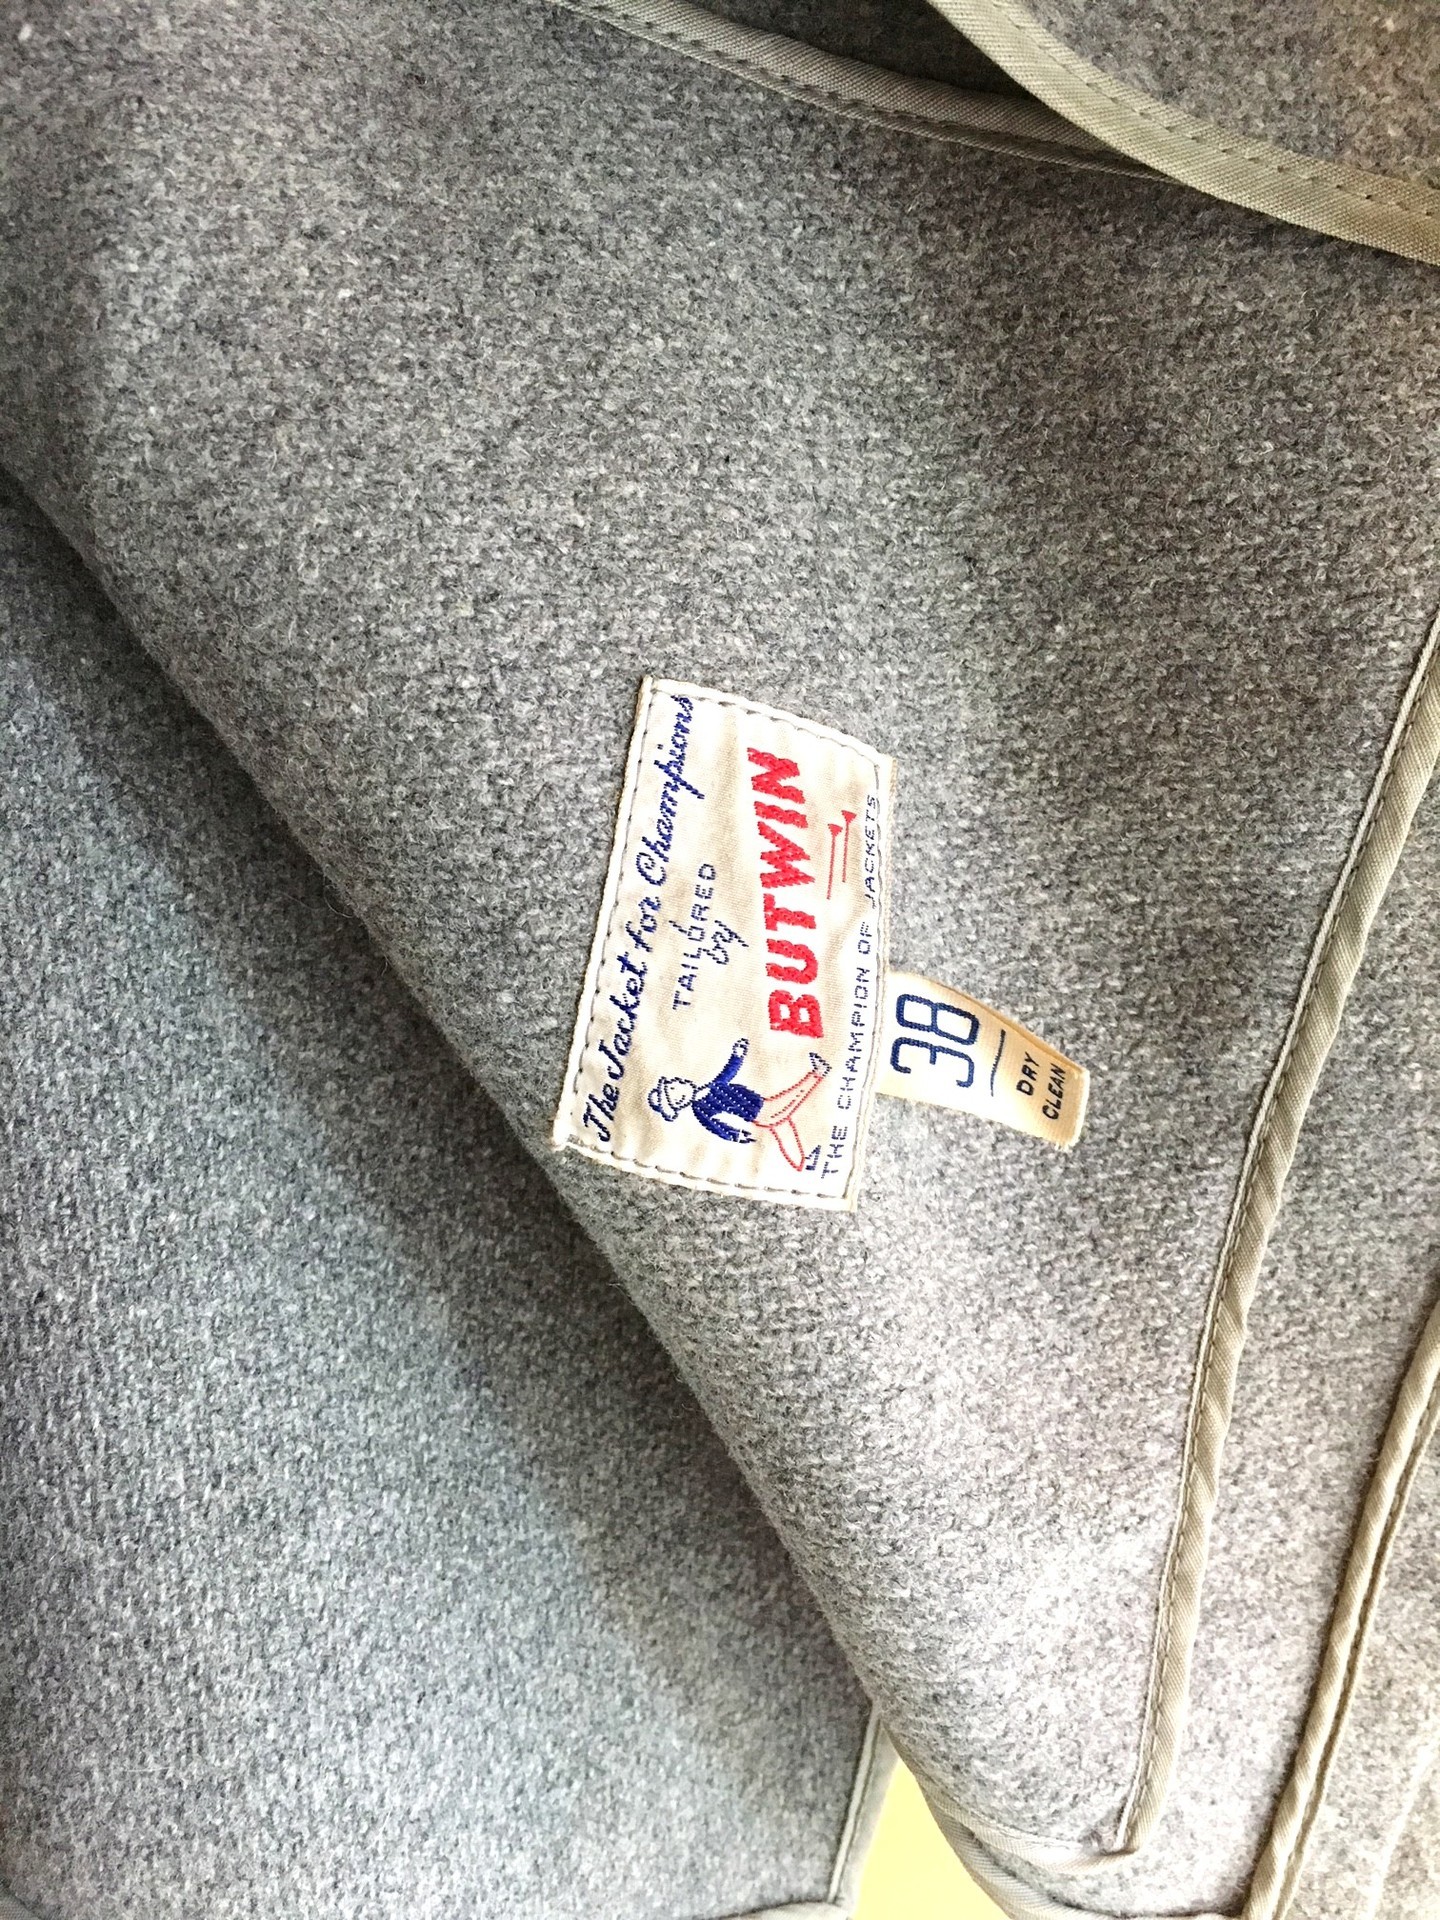 The Jacket for Champions
TAILORED
by
BUTWIN
THE CHAMPION OF JACKETS
38
DRY
CLEAN